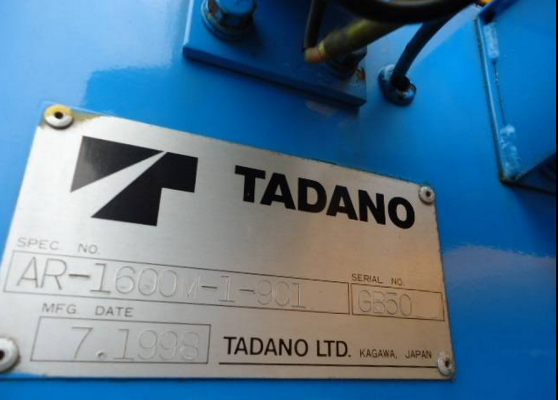 TADANO
SPEC. NO.
AR-1600M-1-901
SERIAL NO.
GB50
MFG. DATE
7.1998
TADANO LTD. KAGAWA, JAPAN